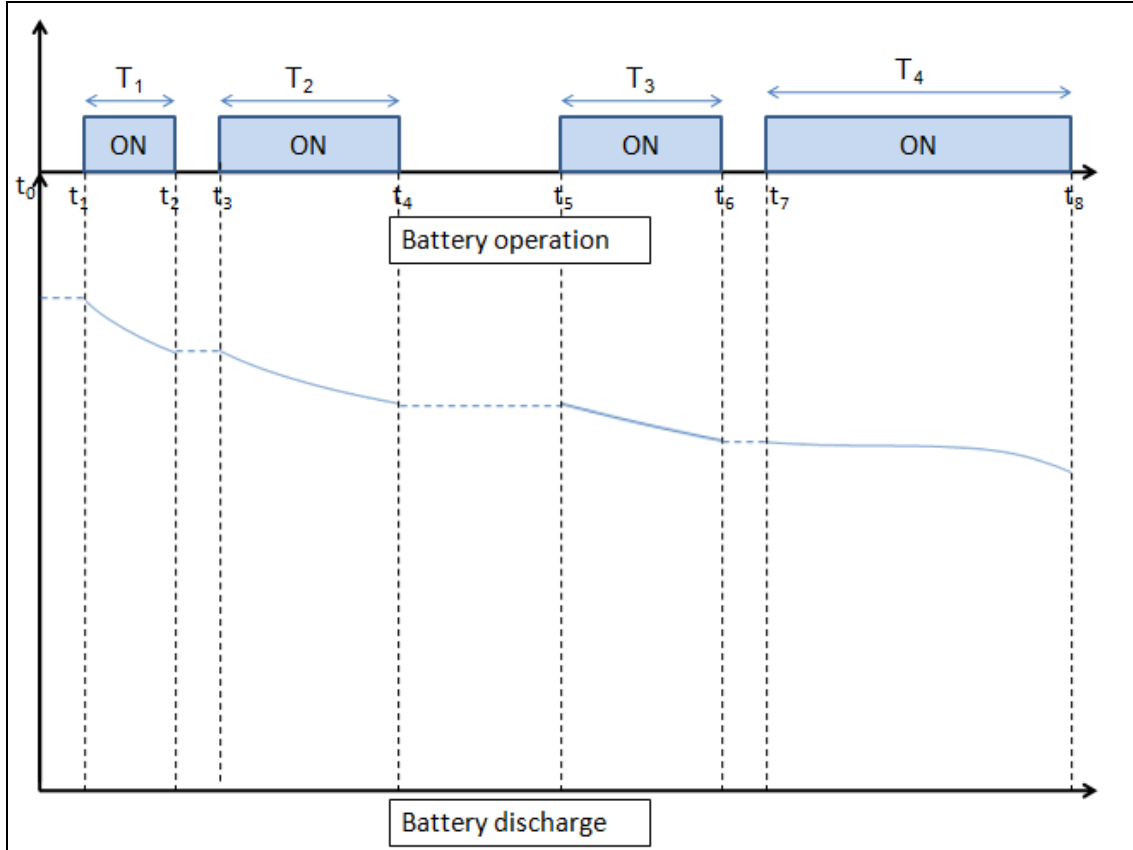 T₁ T₂ T₃ T₄
ON ON ON ON
t₀ t₁ t₂ t₃ t₄ t₅ t₆ t₇ t₈
Battery operation
Battery discharge